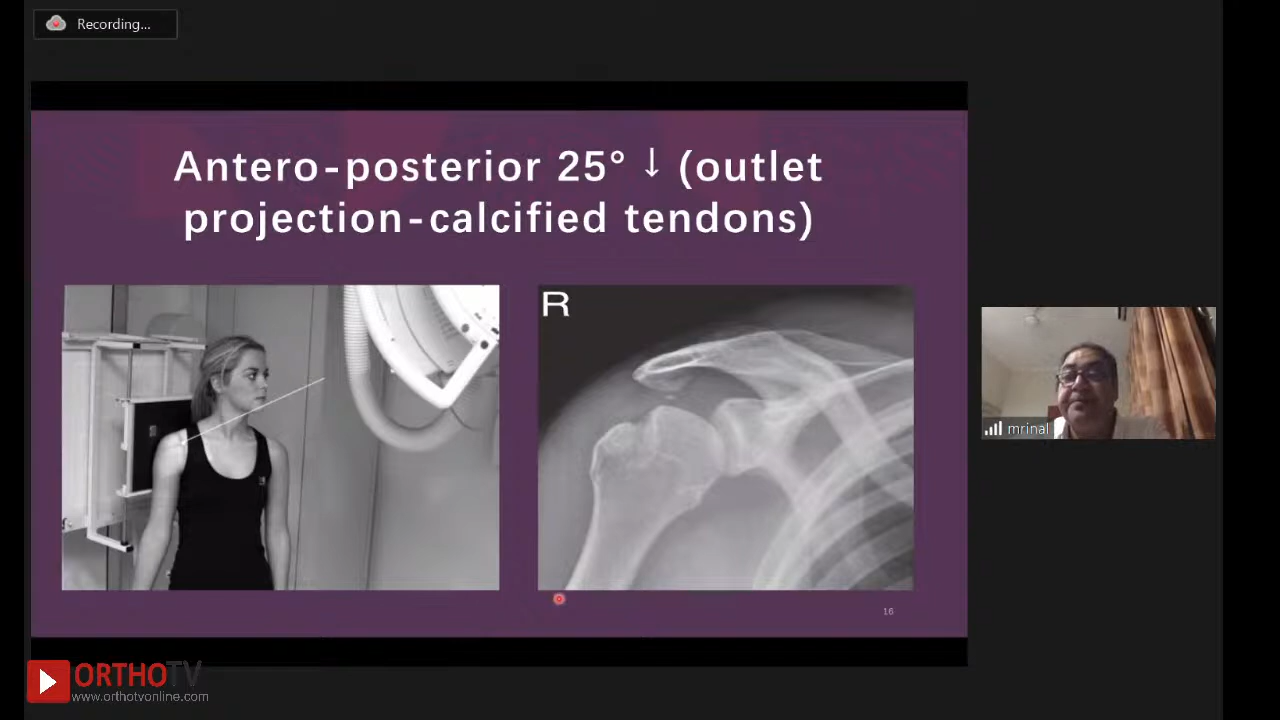 Recording...
Antero-posterior 25° ↓ (outlet
projection-calcified tendons)
R
mrinal
16
ORTHOTV
www.orthotvonline.com